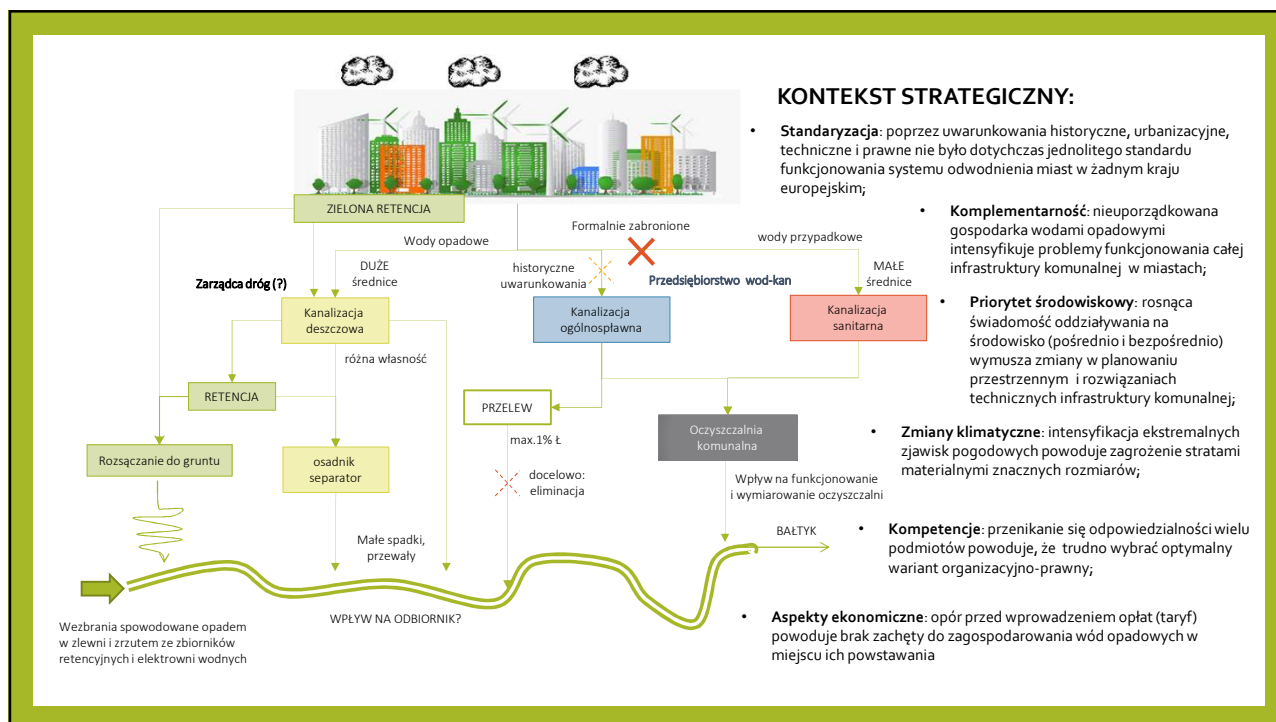 KONTEKST STRATEGICZNY:
• Standaryzacja: poprzez uwarunkowania historyczne, urbanizacyjne,
techniczne i prawne nie było dotychczas jednolitego standardu
funkcjonowania systemu odwodnienia miast w żadnym kraju
europejskim;
• Komplementarność: nieuporządkowana
gospodarka wodami opadowymi
intensyfikuje problemy funkcjonowania całej
infrastruktury komunalnej w miastach;
• Priorytet środowiskowy: rosnąca
świadomość oddziaływania na
środowisko (pośrednio i bezpośrednio)
wymusza zmiany w planowaniu
przestrzennym i rozwiązaniach
technicznych infrastruktury komunalnej;
• Zmiany klimatyczne: intensyfikacja ekstremalnych
zjawisk pogodowych powoduje zagrożenie stratami
materialnymi znacznych rozmiarów;
• Kompetencje: przenikanie się odpowiedzialności wielu
podmiotów powoduje, że trudno wybrać optymalny
wariant organizacyjno-prawny;
• Aspekty ekonomiczne: opór przed wprowadzeniem opłat (taryf)
powoduje brak zachęty do zagospodarowania wód opadowych w
miejscu ich powstawania
ZIELONA RETENCJA
Formalnie zabronione
Wody opadowe
wody przypadkowe
Zarządca dróg (?)
DUŻE
średnice
historyczne
uwarunkowania
Przedsiębiorstwo wod-kan
MAŁE
średnice
Kanalizacja
deszczowa
Kanalizacja
ogólnospławna
Kanalizacja
sanitarna
różna własność
RETENCJA
PRZELEW
max.1% Ł
Oczyszczalnia
komunalna
Rozsączanie do gruntu
osadnik
separator
docelowo:
eliminacja
Wpływ na funkcjonowanie
i wymiarowanie oczyszczalni
Małe spadki,
przewały
BAŁTYK
WPŁYW NA ODBIORNIK?
Wezbrania spowodowane opadem
w zlewni i zrzutem ze zbiorników
retencyjnych i elektrowni wodnych